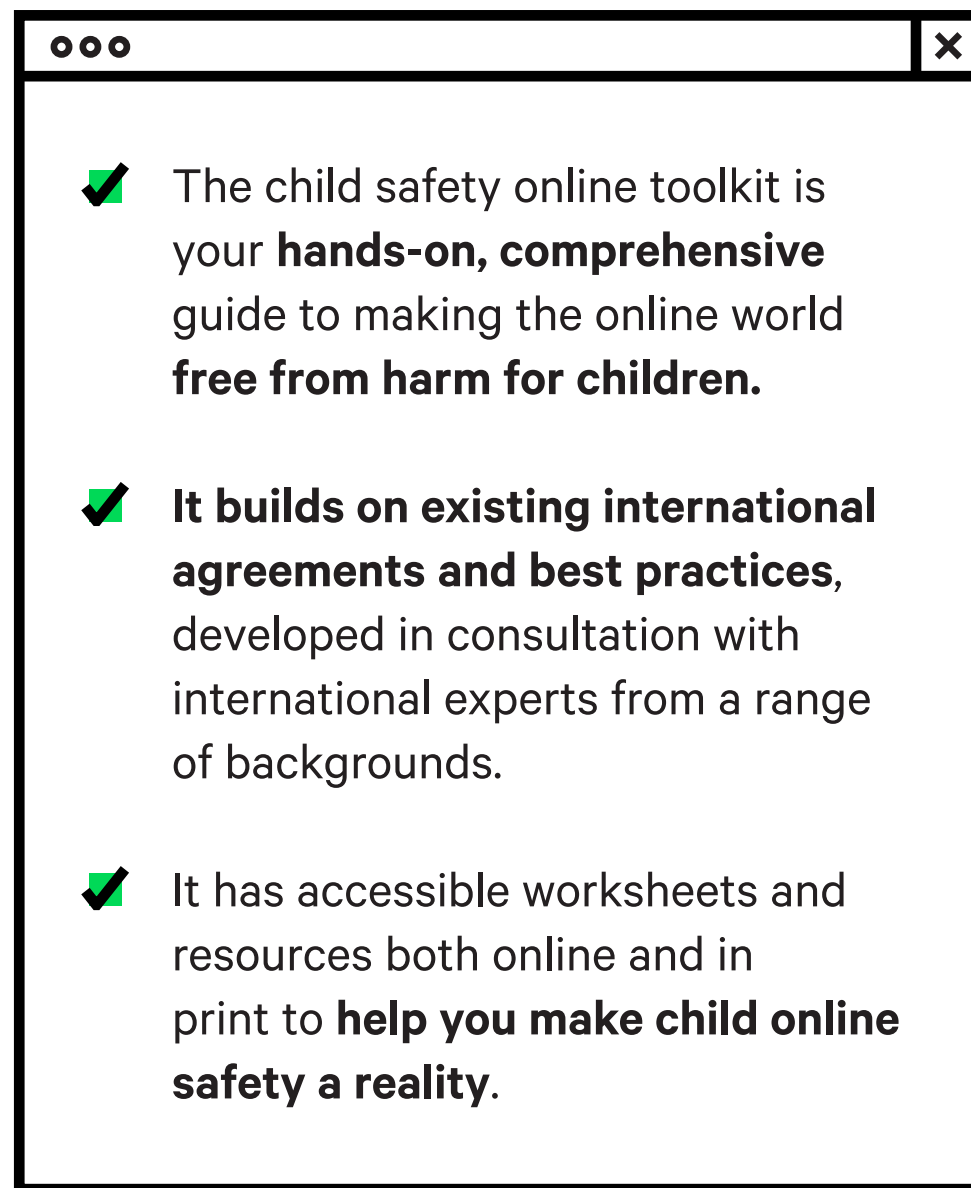 The child safety online toolkit is
your hands-on, comprehensive
guide to making the online world
free from harm for children.
It builds on existing international
agreements and best practices,
developed in consultation with
international experts from a range
of backgrounds.
It has accessible worksheets and
resources both online and in
print to help you make child online
safety a reality.